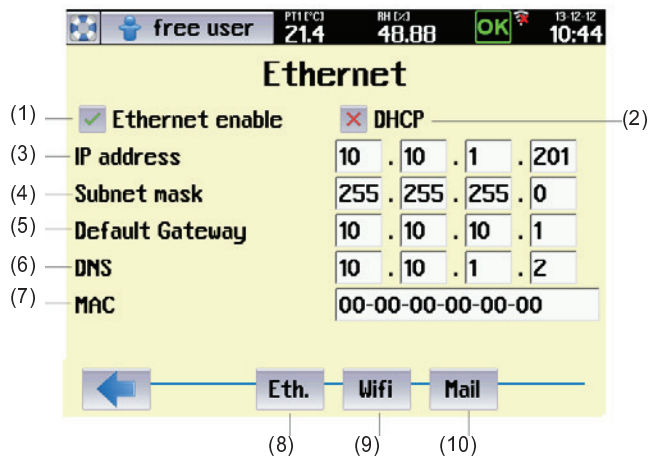 free user PT1 [°C] RH [%] 13-12-12
21.4 48.88 OK 10:44
Ethernet
(1) Ethernet enable DHCP (2)
(3) IP address 10 . 10 . 1 . 201
(4) Subnet mask 255 . 255 . 255 . 0
(5) Default Gateway 10 . 10 . 10 . 1
(6) DNS 10 . 10 . 1 . 2
(7) MAC 00-00-00-00-00-00
Eth. Wifi Mail
(8) (9) (10)